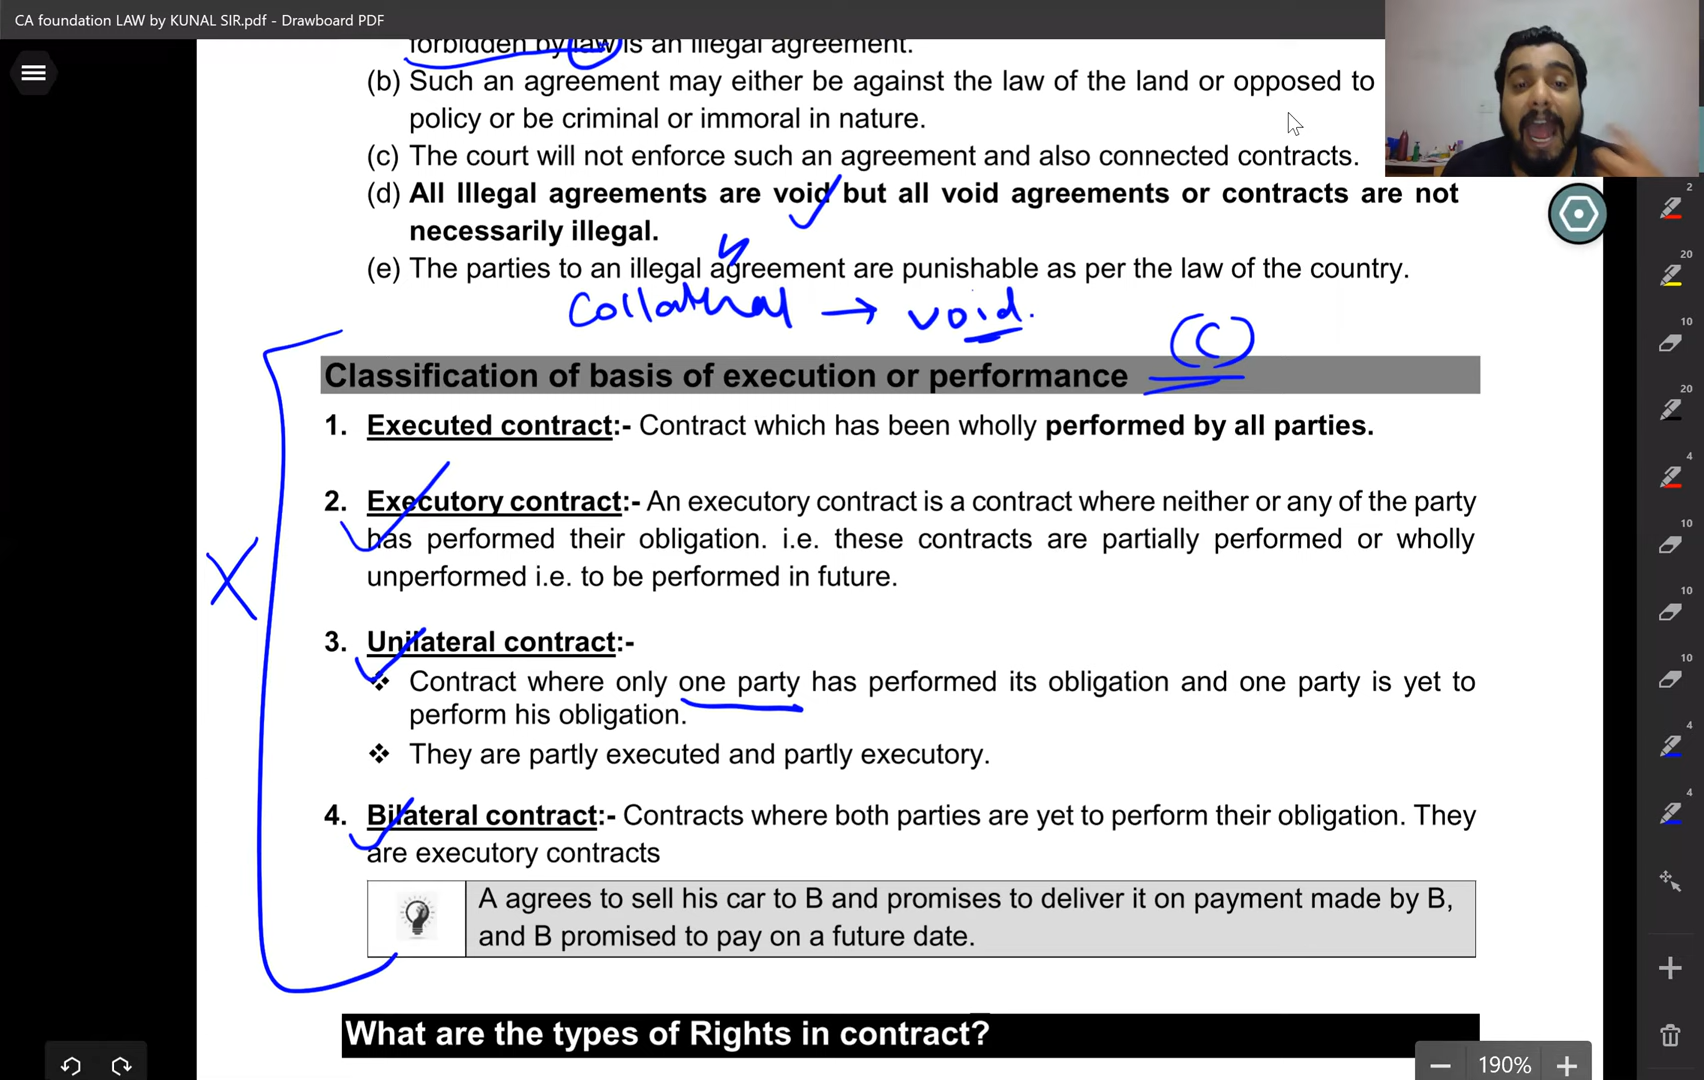 CA foundation LAW by KUNAL SIR.pdf - Drawboard PDF
forbidden by law is an illegal agreement.
(b) Such an agreement may either be against the law of the land or opposed to
policy or be criminal or immoral in nature.
(c) The court will not enforce such an agreement and also connected contracts.
(d) All Illegal agreements are void but all void agreements or contracts are not
necessarily illegal.
(e) The parties to an illegal agreement are punishable as per the law of the country.
Collathal → void.
(C)
Classification of basis of execution or performance
1. Executed contract:- Contract which has been wholly performed by all parties.
2. Executory contract:- An executory contract is a contract where neither or any of the party
has performed their obligation. i.e. these contracts are partially performed or wholly
unperformed i.e. to be performed in future.
X
3. Unilateral contract:-
❖ Contract where only one party has performed its obligation and one party is yet to
perform his obligation.
❖ They are partly executed and partly executory.
4. Bilateral contract:- Contracts where both parties are yet to perform their obligation. They
are executory contracts
A agrees to sell his car to B and promises to deliver it on payment made by B,
and B promised to pay on a future date.
What are the types of Rights in contract?
2
20
10
20
4
10
10
10
4
4
190%